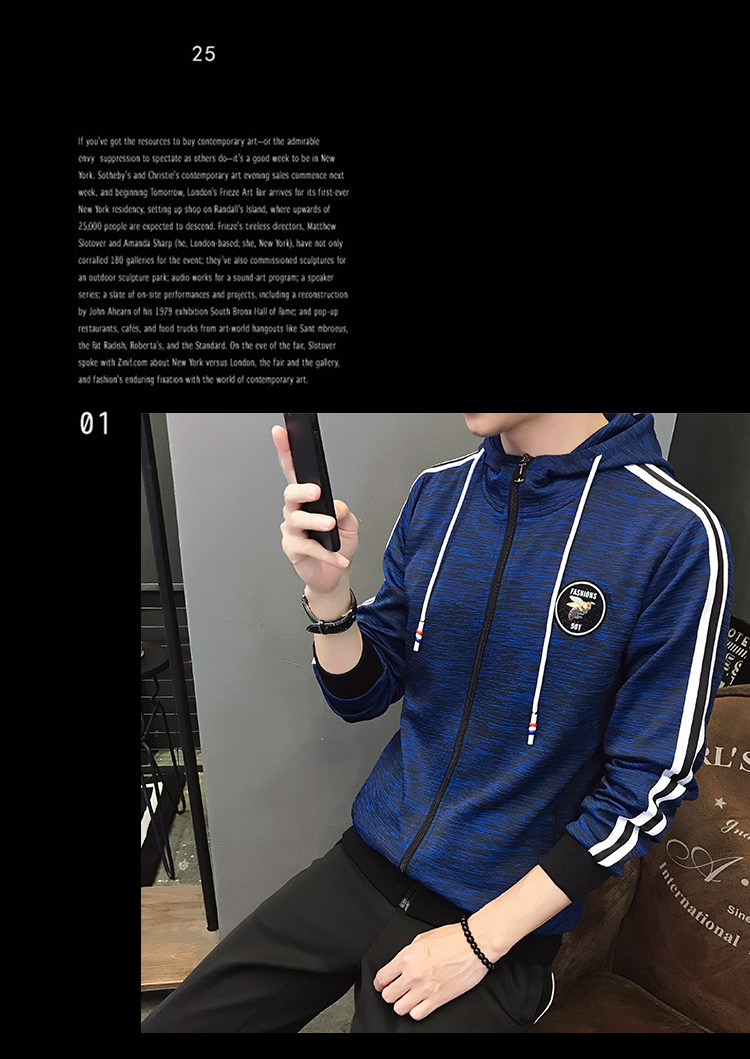 25
If you've got the resources to buy contemporary art—or the admirable
envy suppression to spectate as others do—it's a good week to be in New
York. Sotheby's and Christie's contemporary art evening sales commence next
week, and beginning Tomorrow, London's Frieze Art Fair arrives for its first-ever
New York residency, setting up shop on Randall's Island, where upwards of
25,000 people are expected to descend. Frieze's tireless directors, Matthew
Slotover and Amanda Sharp (he, London-based; she, New York), have not only
corralled 180 galleries for the event; they've also commissioned sculptures for
an outdoor sculpture park; audio works for a sound-art program; a speaker
series; a slate of on-site performances and projects, including a reconstruction
by John Ahearn of his 1979 exhibition South Bronx Hall of Fame; and pop-up
restaurants, cafés, and food trucks from art-world hangouts like Sant mbroeus,
the Fat Radish, Roberta's, and the Standard. On the eve of the fair, Slotover
spoke with Zinif.com about New York versus London, the fair and the gallery,
and fashion's enduring fixation with the world of contemporary art.
01
FASHIONS
RL'S
A.
Since
International